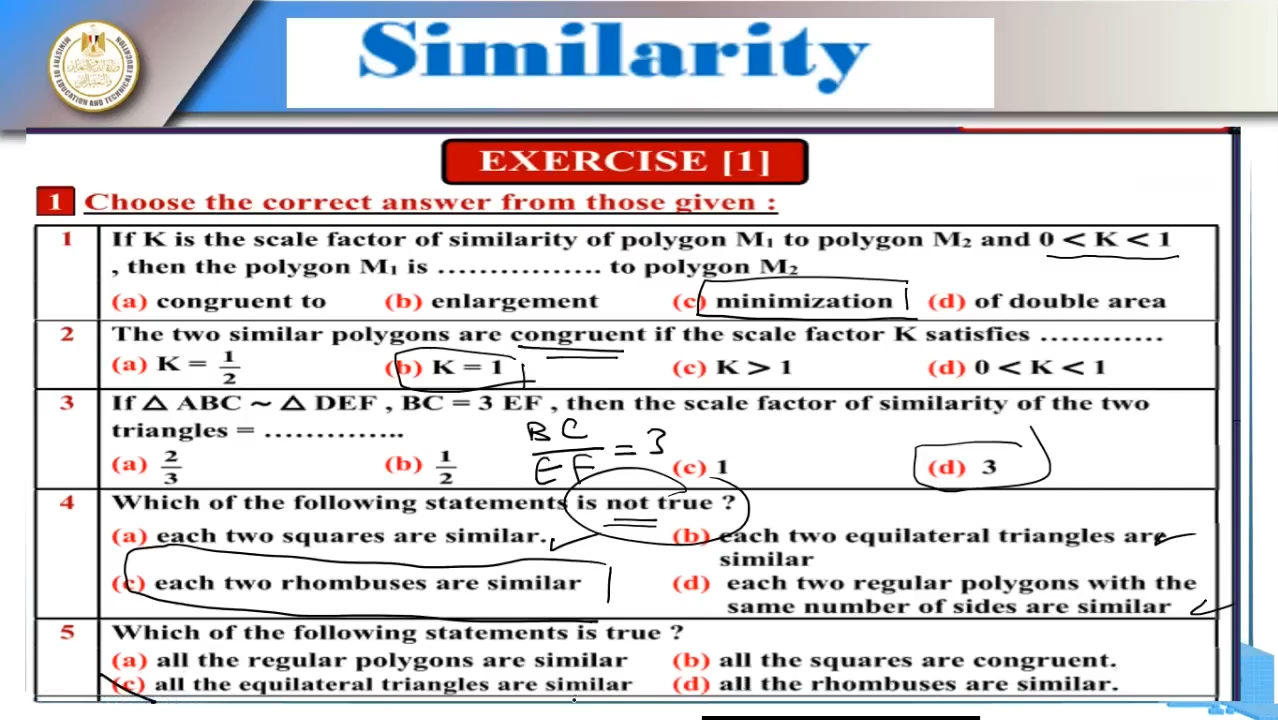 MINISTRY OF EDUCATION AND TECHNICAL EDUCATION
Similarity
EXERCISE [1]
1 Choose the correct answer from those given :
1 If K is the scale factor of similarity of polygon M₁ to polygon M₂ and 0 < K < 1
, then the polygon M₁ is ................ to polygon M₂
(a) congruent to (b) enlargement (c) minimization (d) of double area
2 The two similar polygons are congruent if the scale factor K satisfies ............
(a) K = 1/2 (b) K = 1 (c) K > 1 (d) 0 < K < 1
3 If △ ABC ~ △ DEF , BC = 3 EF , then the scale factor of similarity of the two
triangles = ..............
BC/EF = 3
(a) 2/3 (b) 1/2 (c) 1 (d) 3
4 Which of the following statements is not true ?
(a) each two squares are similar. (b) each two equilateral triangles are
similar
(c) each two rhombuses are similar (d) each two regular polygons with the
same number of sides are similar
5 Which of the following statements is true ?
(a) all the regular polygons are similar (b) all the squares are congruent.
(c) all the equilateral triangles are similar (d) all the rhombuses are similar.